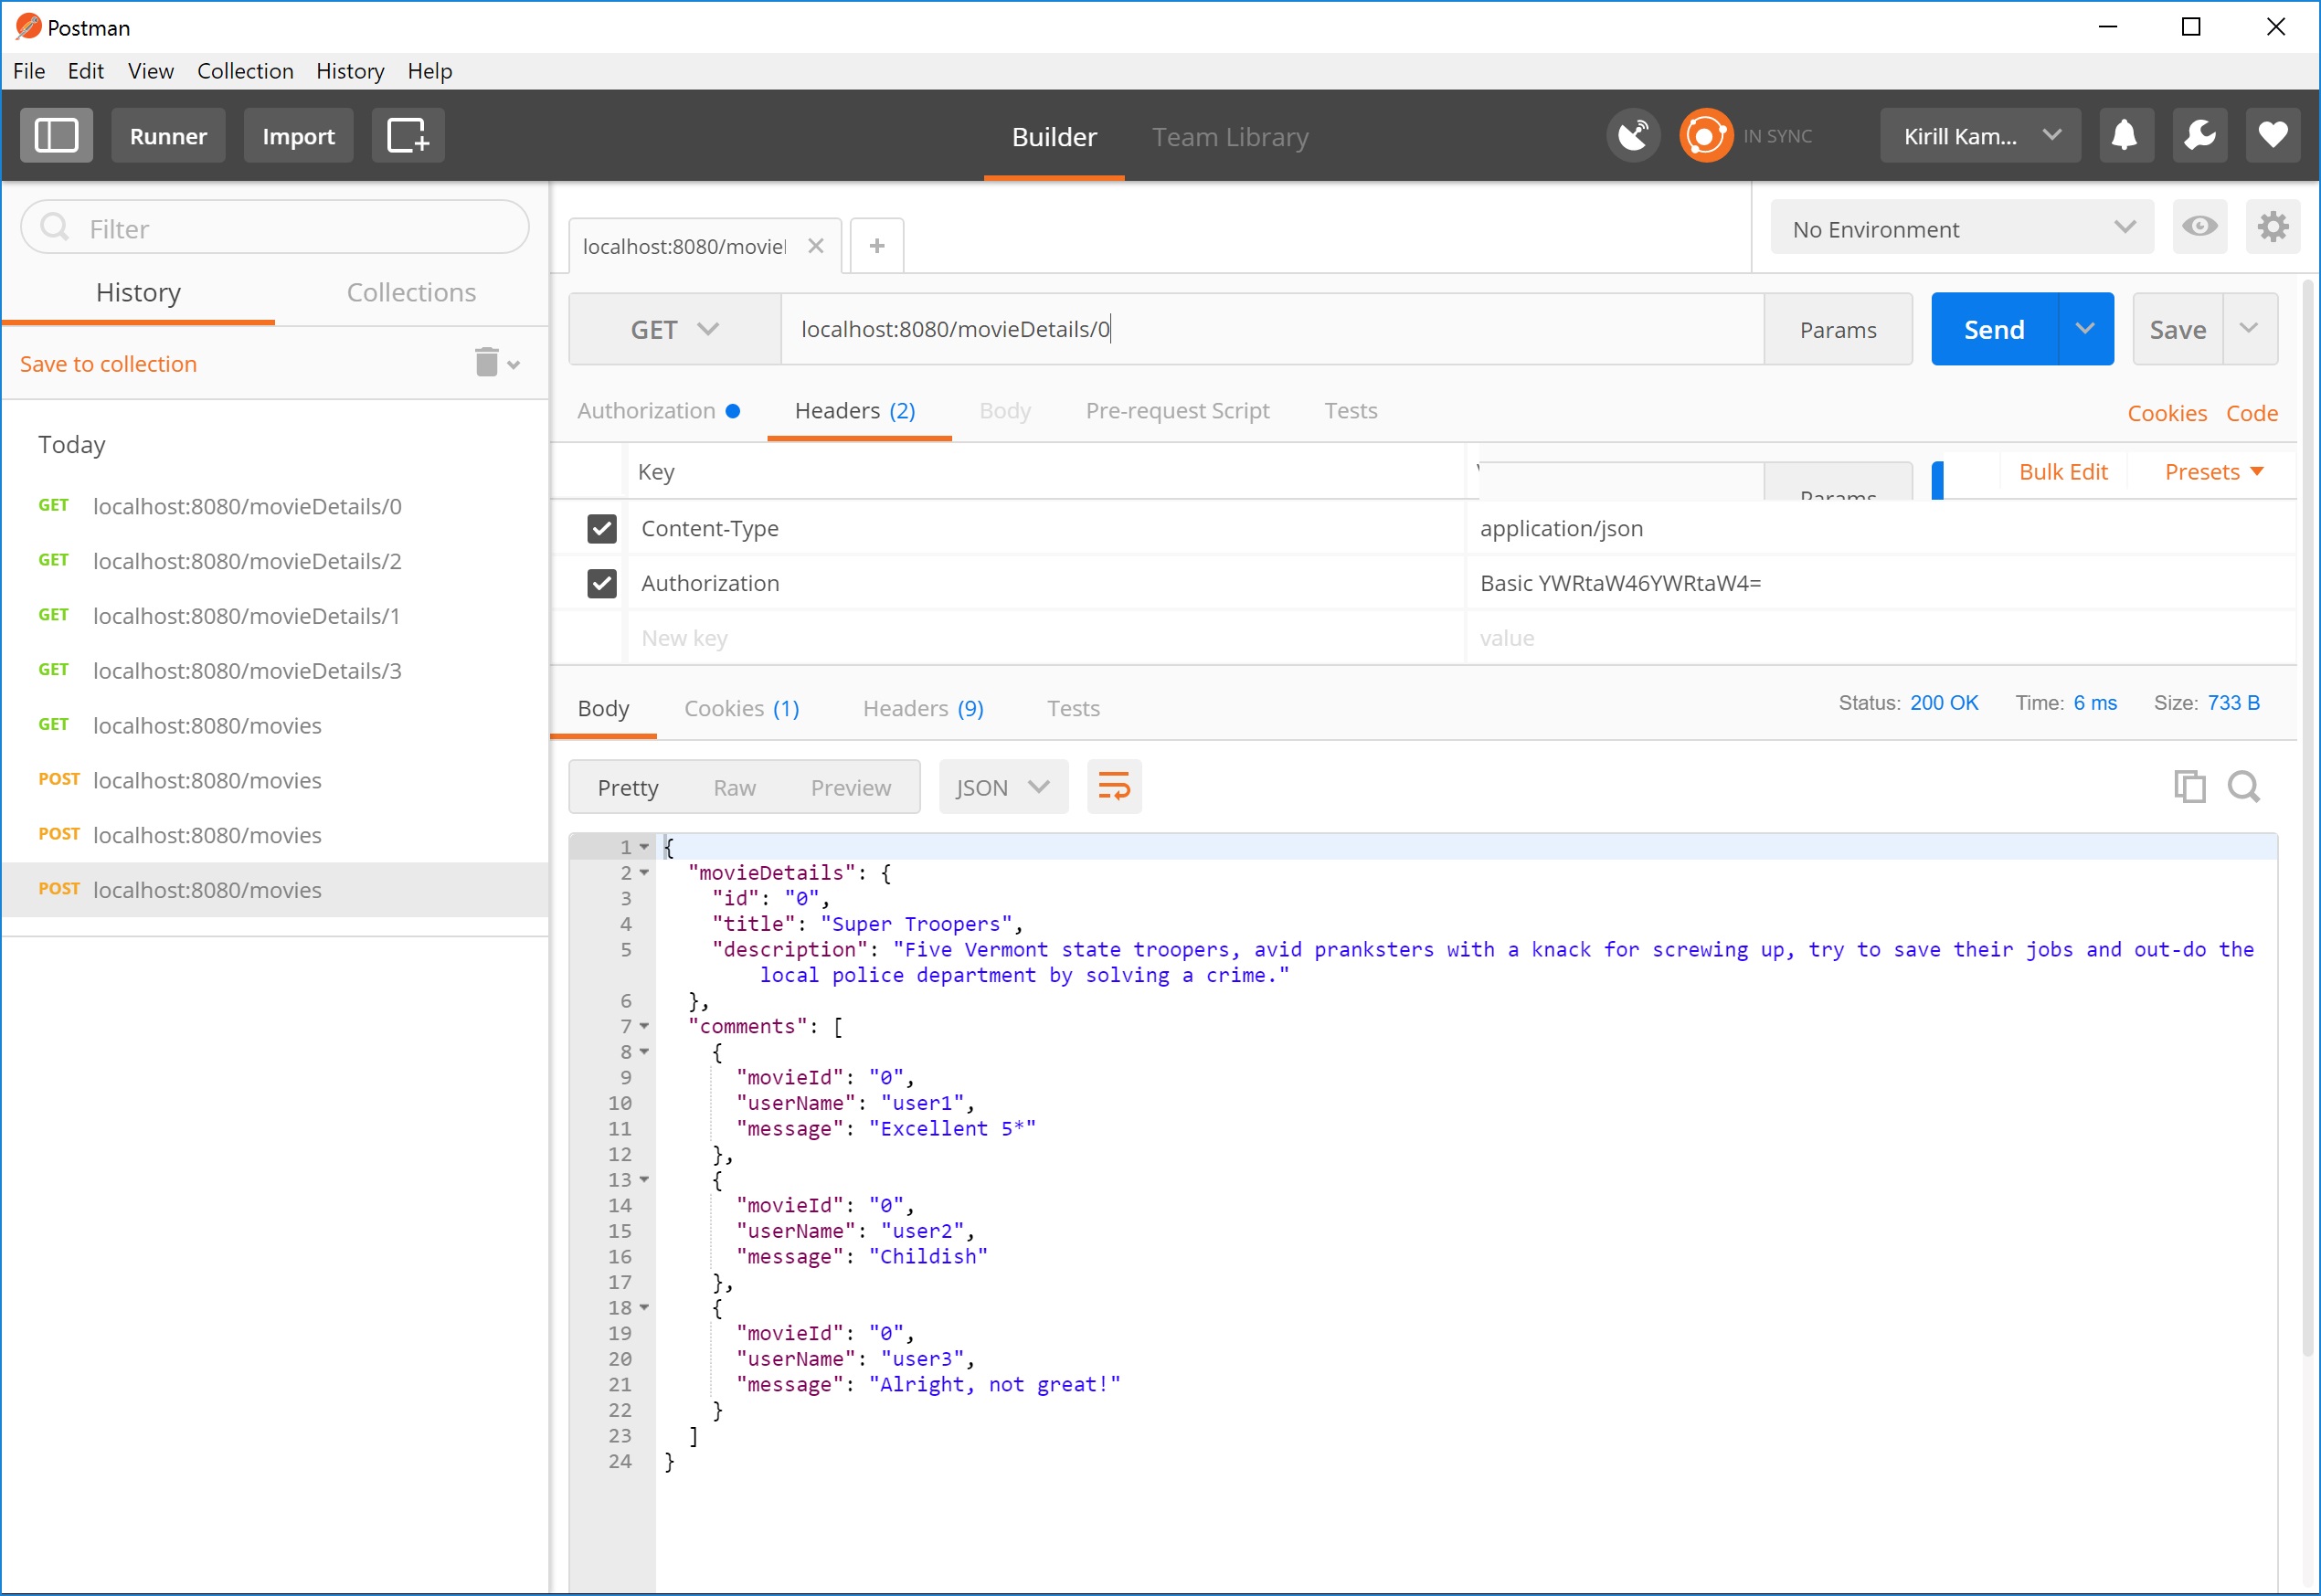 Postman
File Edit View Collection History Help
Runner Import Builder Team Library IN SYNC Kirill Kam...
Filter
History Collections
Save to collection
Today
GET localhost:8080/movieDetails/0
GET localhost:8080/movieDetails/2
GET localhost:8080/movieDetails/1
GET localhost:8080/movieDetails/3
GET localhost:8080/movies
POST localhost:8080/movies
POST localhost:8080/movies
POST localhost:8080/movies
localhost:8080/movie
No Environment
GET localhost:8080/movieDetails/0 Params Send Save
Authorization Headers (2) Body Pre-request Script Tests Cookies Code
Key Params Bulk Edit Presets
Content-Type application/json
Authorization Basic YWRtaW46YWRtaW4=
New key value
Body Cookies (1) Headers (9) Tests Status: 200 OK Time: 6 ms Size: 733 B
Pretty Raw Preview JSON
1 {
2 "movieDetails": {
3 "id": "0",
4 "title": "Super Troopers",
5 "description": "Five Vermont state troopers, avid pranksters with a knack for screwing up, try to save their jobs and out-do the
local police department by solving a crime."
6 },
7 "comments": [
8 {
9 "movieId": "0",
10 "userName": "user1",
11 "message": "Excellent 5*"
12 },
13 {
14 "movieId": "0",
15 "userName": "user2",
16 "message": "Childish"
17 },
18 {
19 "movieId": "0",
20 "userName": "user3",
21 "message": "Alright, not great!"
22 }
23 ]
24 }